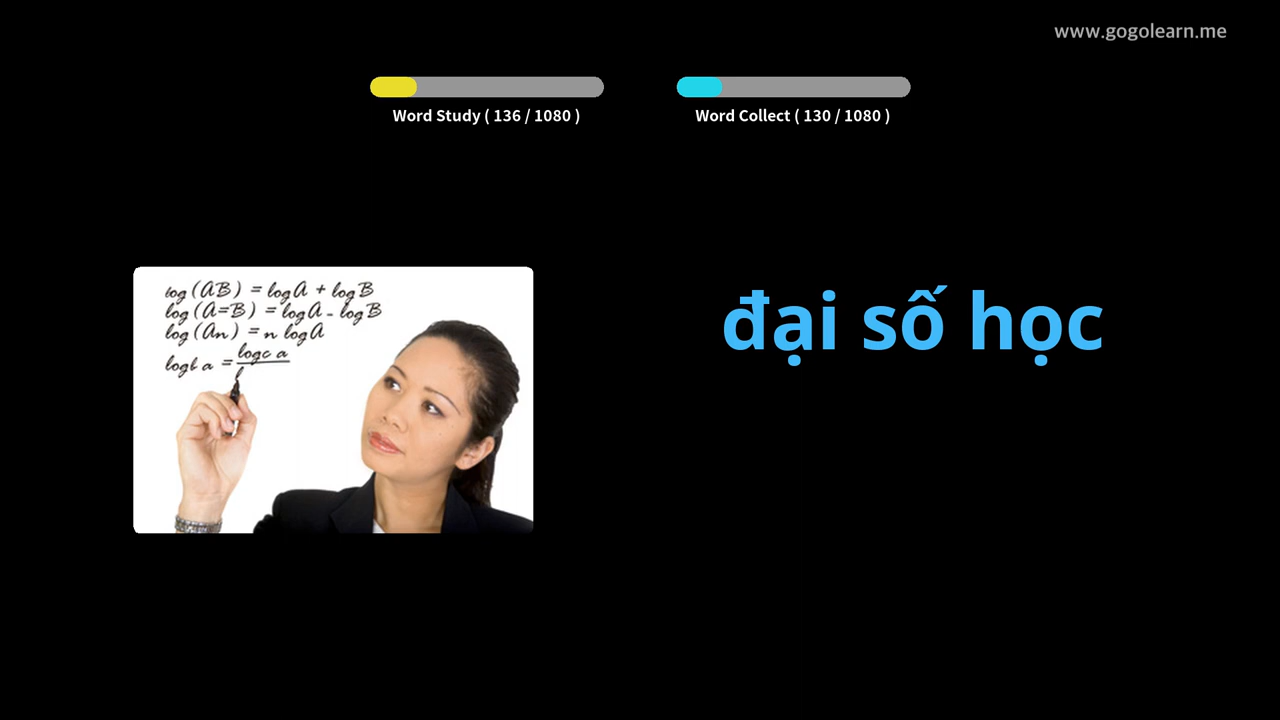 www.gogolearn.me
Word Study ( 136 / 1080 )
Word Collect ( 130 / 1080 )
log (AB) = log A + log B
log (A=B) = log A - log B
log (An) = n log A
logb a = logc a
đại số học